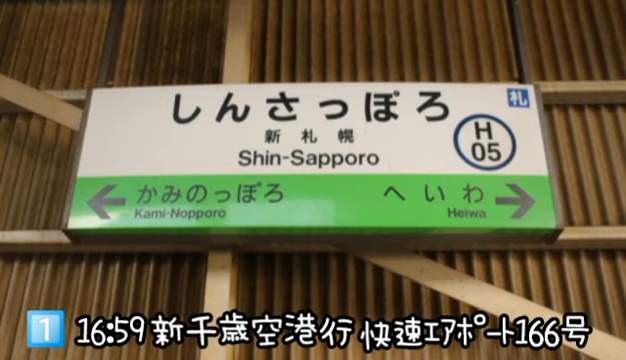 札
しんさっぽろ
新札幌
Shin-Sapporo
H
05
かみのっぽろ へいわ
Kami-Nopporo Heiwa
1 16:59新千歳空港行 快速エアポート166号